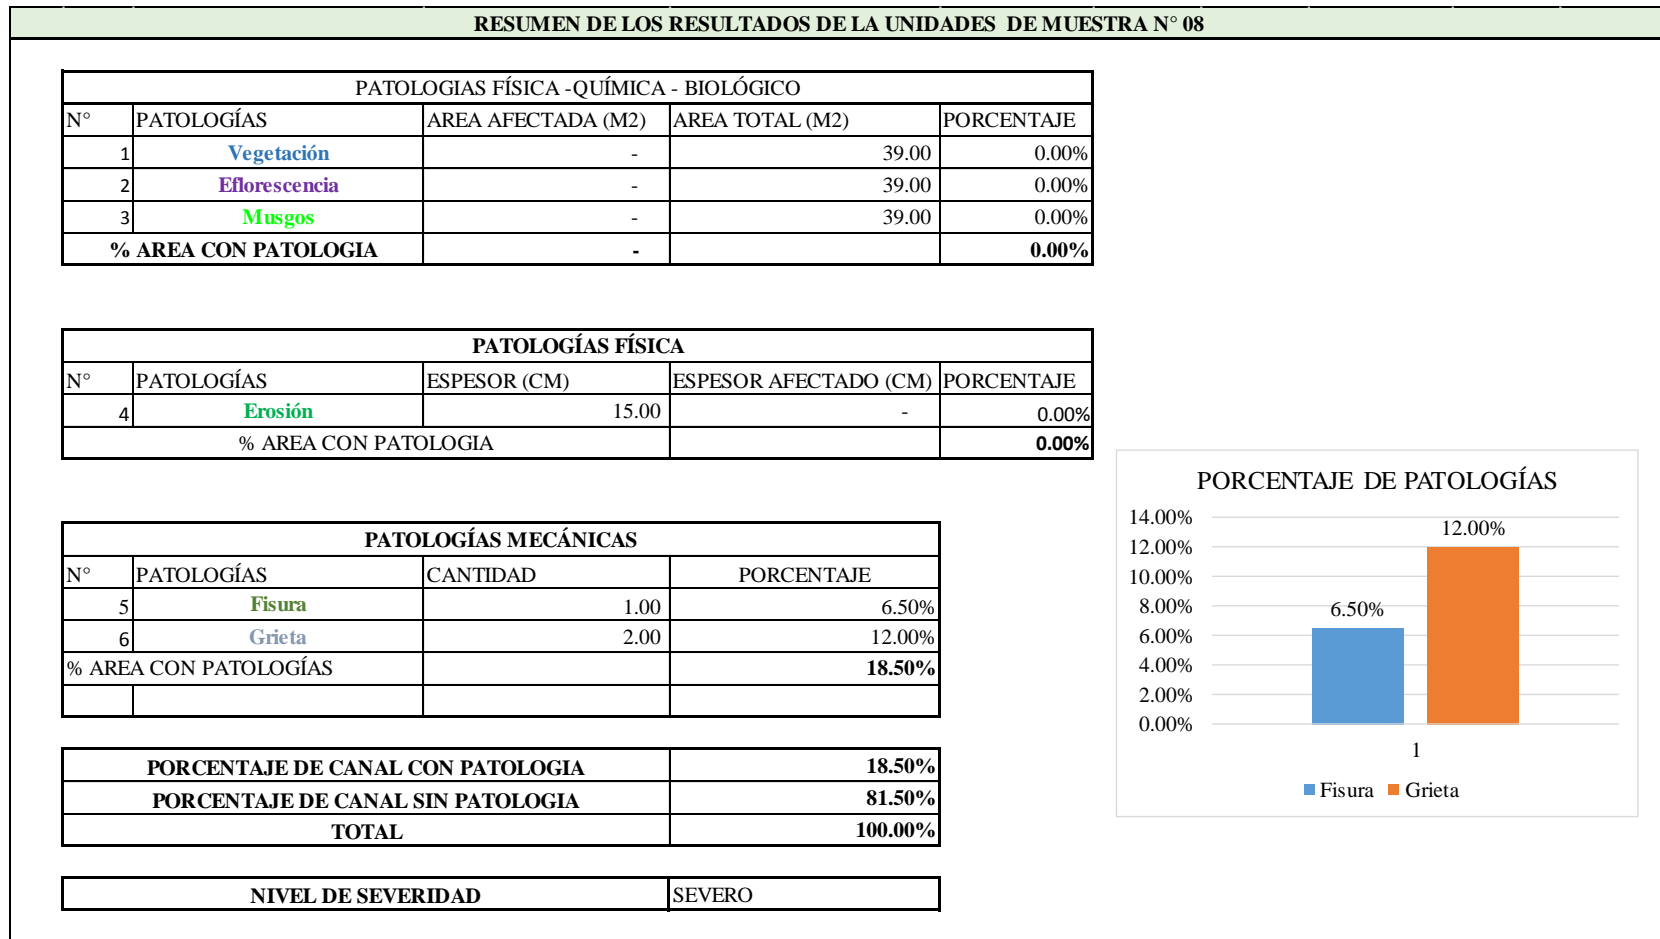 RESUMEN DE LOS RESULTADOS DE LA UNIDADES DE MUESTRA N° 08
PATOLOGIAS FÍSICA -QUÍMICA - BIOLÓGICO
N° PATOLOGÍAS AREA AFECTADA (M2) AREA TOTAL (M2) PORCENTAJE
1 Vegetación - 39.00 0.00%
2 Eflorescencia - 39.00 0.00%
3 Musgos - 39.00 0.00%
% AREA CON PATOLOGIA - 0.00%
PATOLOGÍAS FÍSICA
N° PATOLOGÍAS ESPESOR (CM) ESPESOR AFECTADO (CM) PORCENTAJE
4 Erosión 15.00 - 0.00%
% AREA CON PATOLOGIA 0.00%
PATOLOGÍAS MECÁNICAS
N° PATOLOGÍAS CANTIDAD PORCENTAJE
5 Fisura 1.00 6.50%
6 Grieta 2.00 12.00%
% AREA CON PATOLOGÍAS 18.50%
PORCENTAJE DE CANAL CON PATOLOGIA 18.50%
PORCENTAJE DE CANAL SIN PATOLOGIA 81.50%
TOTAL 100.00%
NIVEL DE SEVERIDAD SEVERO
PORCENTAJE DE PATOLOGÍAS
14.00%
12.00%
10.00%
8.00%
6.00%
4.00%
2.00%
0.00%
6.50%
12.00%
1
Fisura Grieta